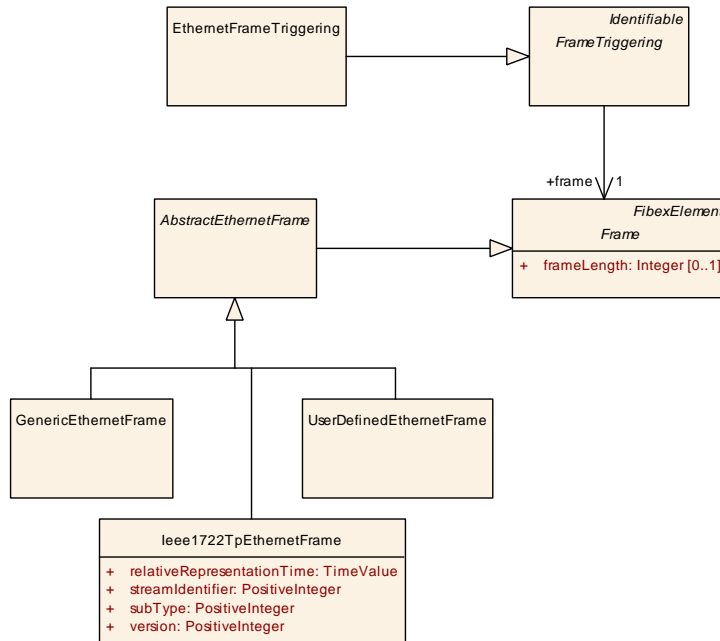 EthernetFrameTriggering
Identifiable
FrameTriggering
+frame 1
AbstractEthernetFrame
FibexElement
Frame
+ frameLength: Integer [0..1]
GenericEthernetFrame
UserDefinedEthernetFrame
Ieee1722TpEthernetFrame
+ relativeRepresentationTime: TimeValue
+ streamIdentifier: PositiveInteger
+ subType: PositiveInteger
+ version: PositiveInteger